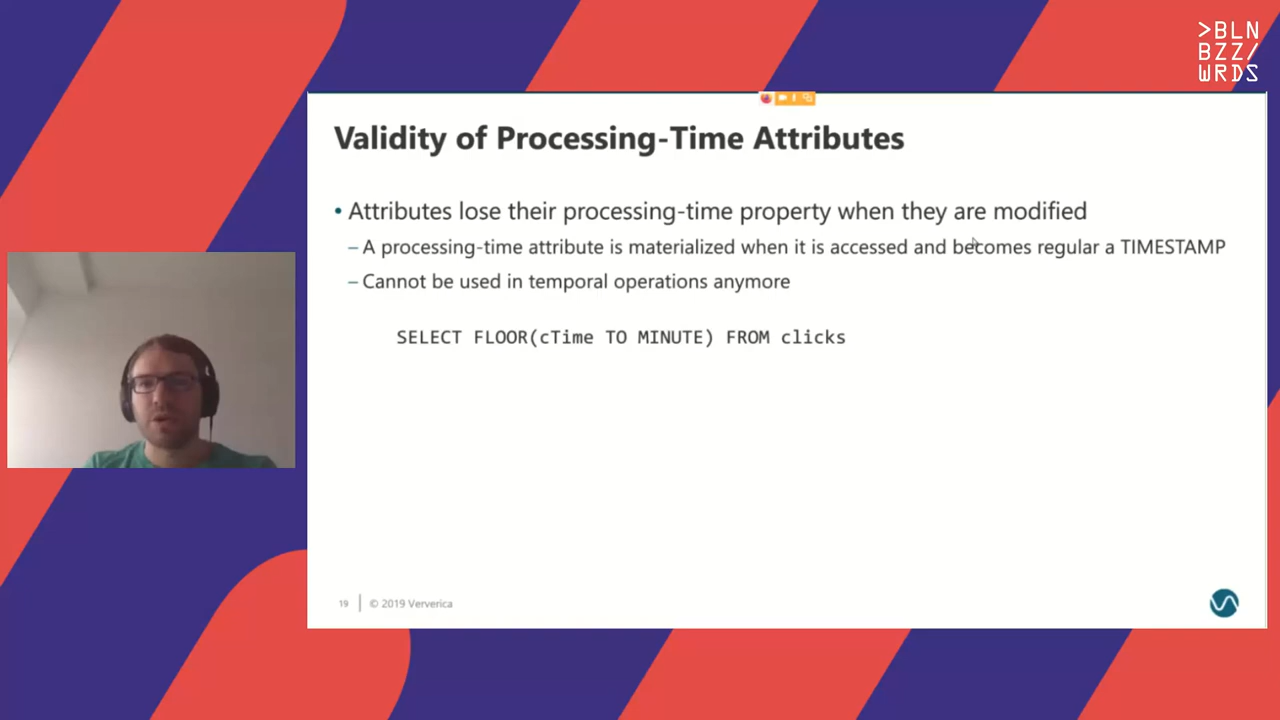 >BLN
BZZ/
WRDS
Validity of Processing-Time Attributes
• Attributes lose their processing-time property when they are modified
– A processing-time attribute is materialized when it is accessed and becomes regular a TIMESTAMP
– Cannot be used in temporal operations anymore
SELECT FLOOR(cTime TO MINUTE) FROM clicks
19 © 2019 Ververica